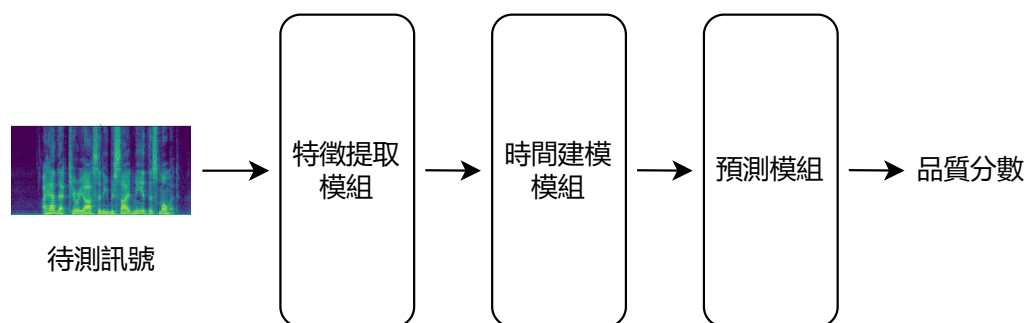 待測訊號
特徵提取
模組
時間建模
模組
預測模組
品質分數